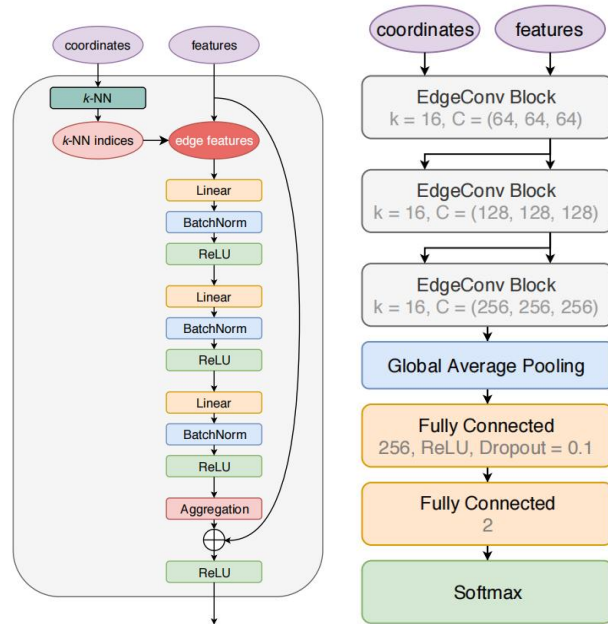 coordinates
features
k-NN
k-NN indices
edge features
Linear
BatchNorm
ReLU
Linear
BatchNorm
ReLU
Linear
BatchNorm
ReLU
Aggregation
ReLU
coordinates
features
EdgeConv Block
k = 16, C = (64, 64, 64)
EdgeConv Block
k = 16, C = (128, 128, 128)
EdgeConv Block
k = 16, C = (256, 256, 256)
Global Average Pooling
Fully Connected
256, ReLU, Dropout = 0.1
Fully Connected
2
Softmax